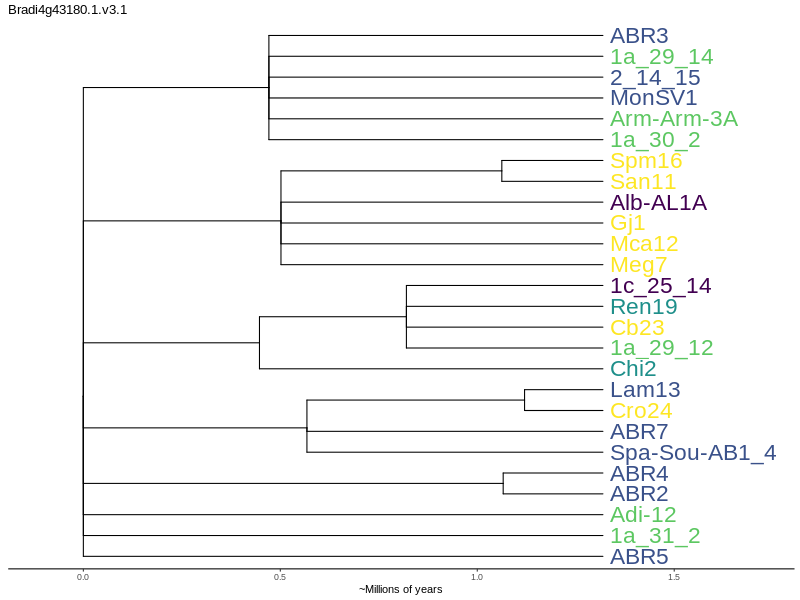 Bradi4g43180.1.v3.1
ABR3
1a_29_14
2_14_15
MonSV1
Arm-Arm-3A
1a_30_2
Spm16
San11
Alb-AL1A
Gj1
Mca12
Meg7
1c_25_14
Ren19
Cb23
1a_29_12
Chi2
Lam13
Cro24
ABR7
Spa-Sou-AB1_4
ABR4
ABR2
Adi-12
1a_31_2
ABR5
0.0 0.5 1.0 1.5
~Millions of years